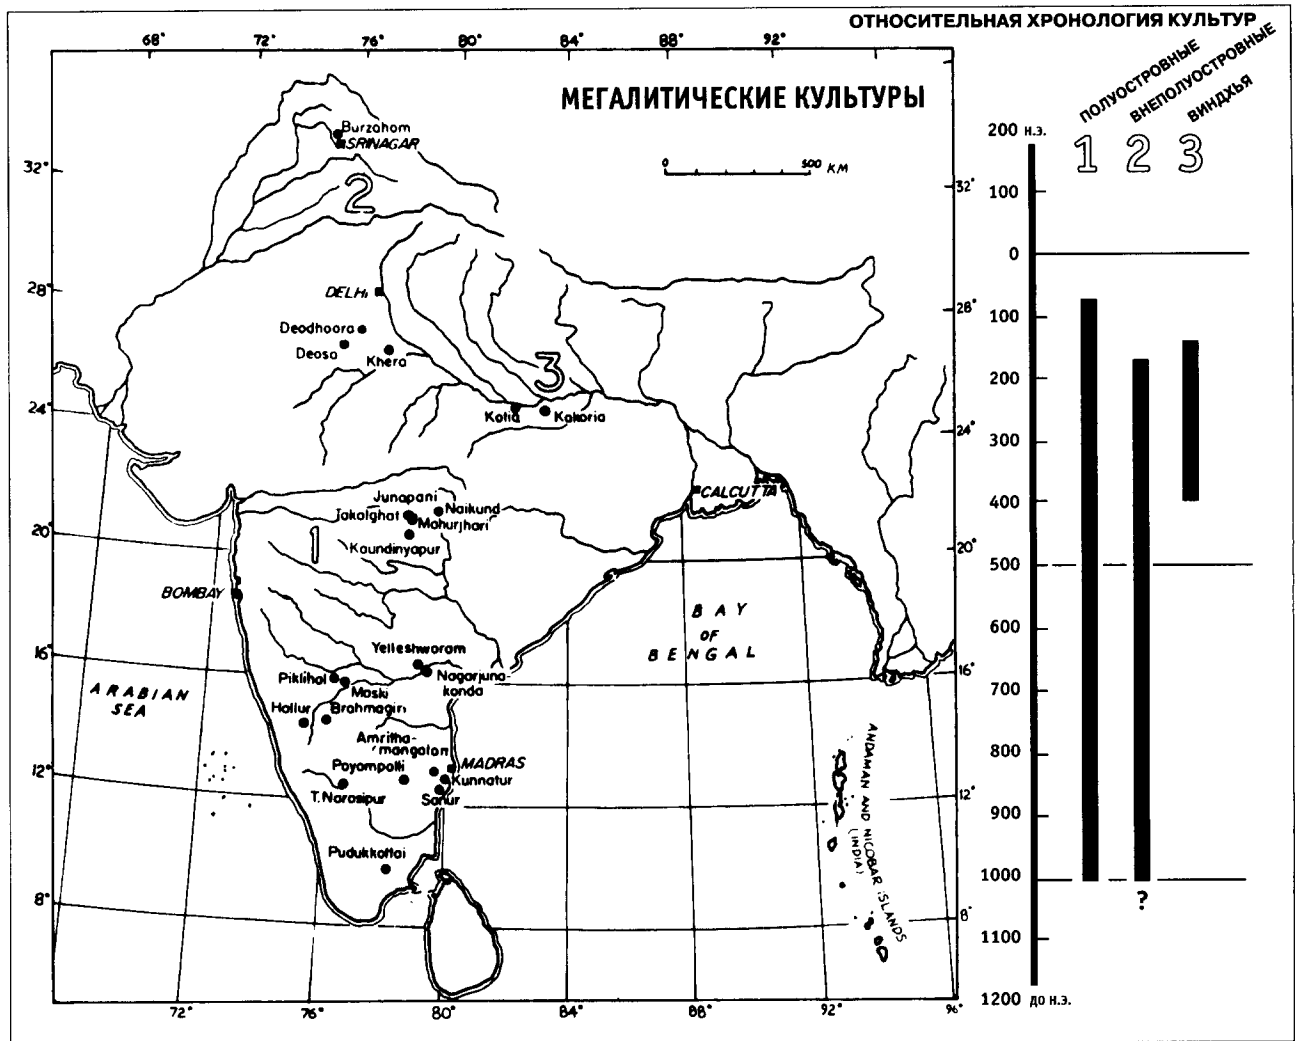 ОТНОСИТЕЛЬНАЯ ХРОНОЛОГИЯ КУЛЬТУР
68° 72° 76° 80° 84° 88° 92°
МЕГАЛИТИЧЕСКИЕ КУЛЬТУРЫ
0 500 КМ
Burzahom
SRINAGAR
2
DELHI
Deodhoora
Deosa
Khera
3
Kotia
Kakoria
Junapani
Takalghat
Naikund
Mahurjhari
Kaundinyapur
1
CALCUTTA
BOMBAY
BAY
OF
BENGAL
ARABIAN
SEA
Yelleshwaram
Nagarjuna-
konda
Piklihal
Maski
Hallur
Brahmagiri
Amritha-
mangalam
Payampalli
MADRAS
Kunnatur
T. Narasipur
Sanur
Pudukkottai
ANDAMAN AND NICOBAR ISLANDS
(INDIA)
32°
28°
24°
20°
16°
12°
8°
32°
28°
24°
20°
16°
12°
8°
72° 76° 80° 84° 88° 92° 96°
ПОЛУОСТРОВНЫЕ
ВНЕПОЛУОСТРОВНЫЕ
ВИНДХЬЯ
1 2 3
200 н.э.
100
0
100
200
300
400
500
600
700
800
900
1000
?
1100
1200 до н.э.